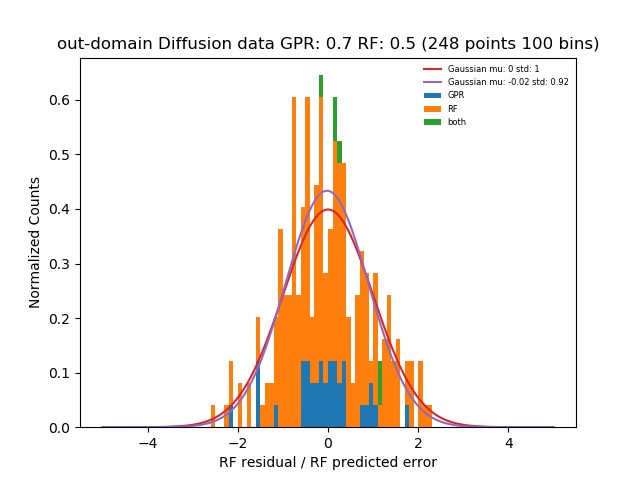 out-domain Diffusion data GPR: 0.7 RF: 0.5 (248 points 100 bins)
Gaussian mu: 0 std: 1
Gaussian mu: -0.02 std: 0.92
GPR
RF
both
Normalized Counts
0.6
0.5
0.4
0.3
0.2
0.1
0.0
−4 −2 0 2 4
RF residual / RF predicted error